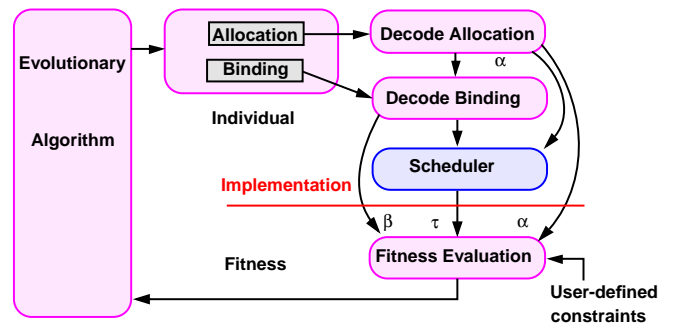 Evolutionary
Algorithm
Allocation
Binding
Individual
Decode Allocation
α
Decode Binding
Scheduler
Implementation
β
τ
α
Fitness Evaluation
Fitness
User-defined
constraints